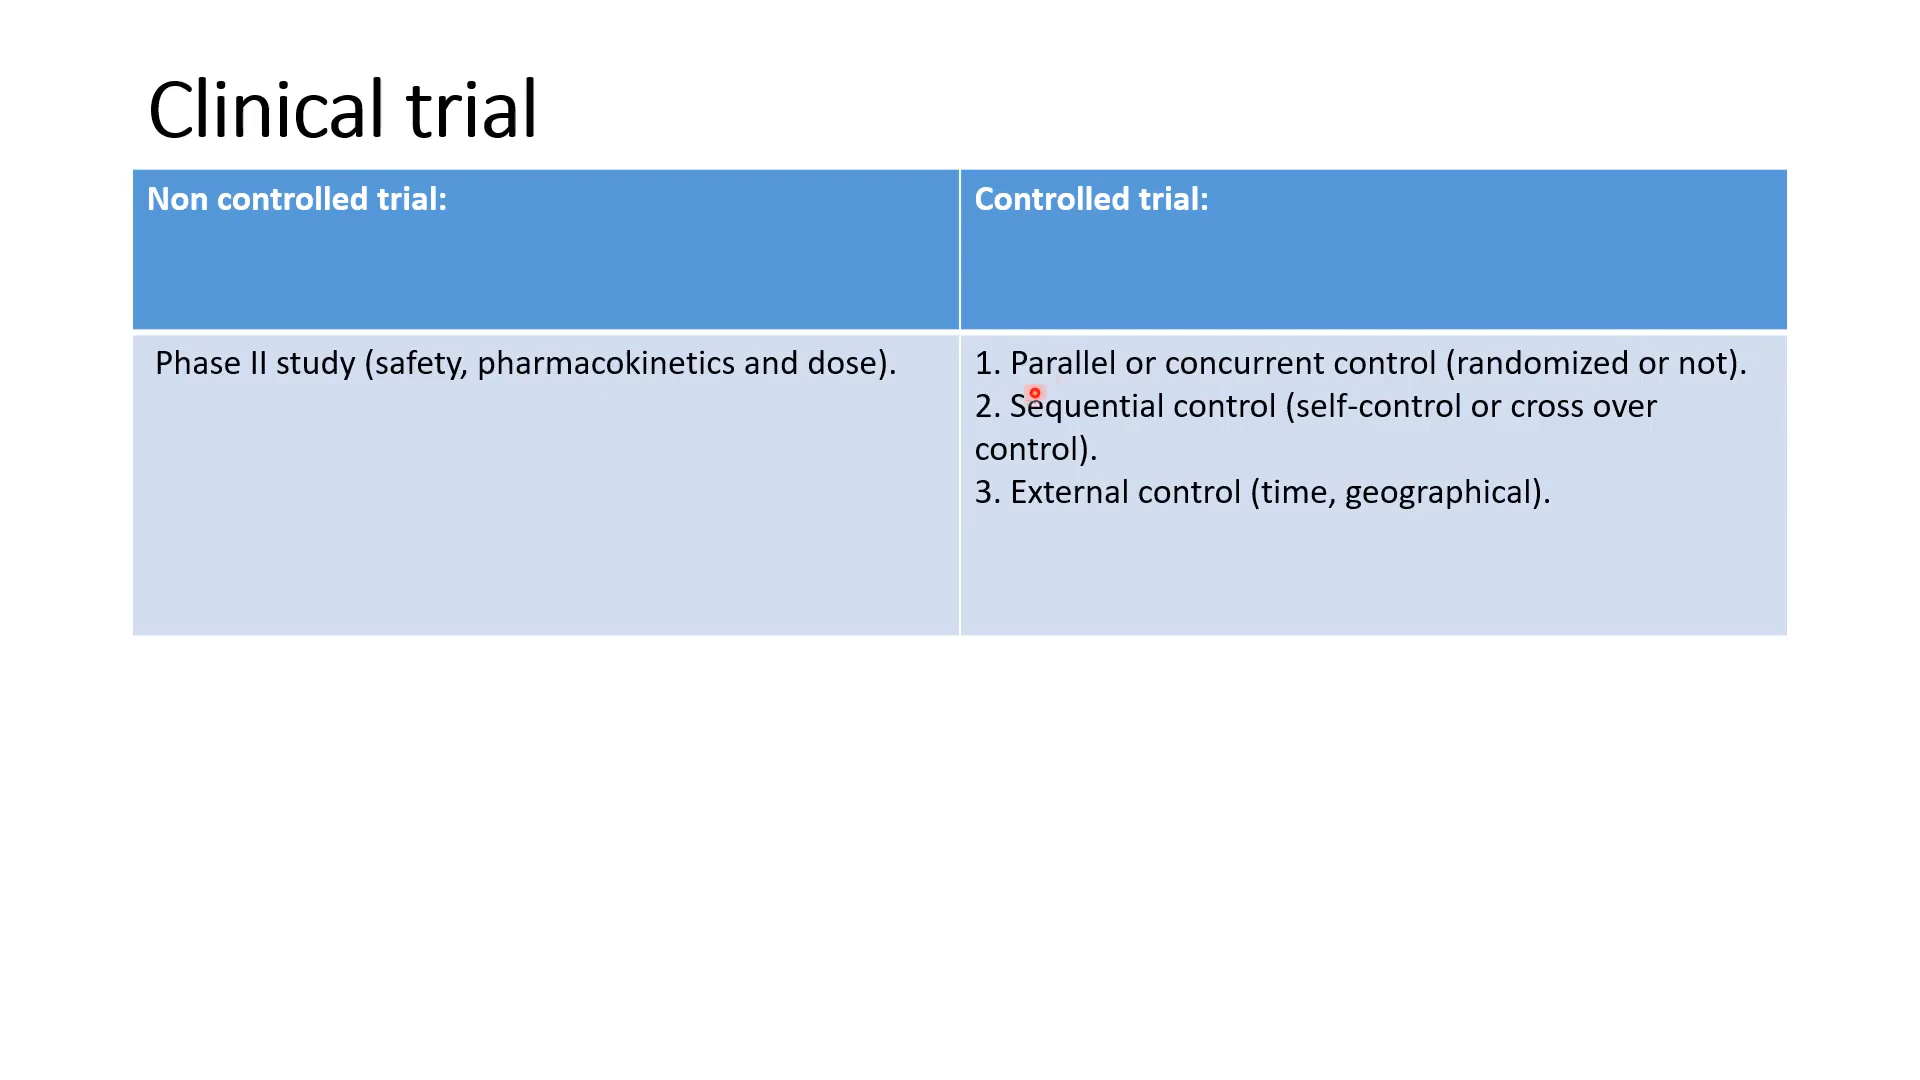 Clinical trial
Non controlled trial:
Controlled trial:
Phase II study (safety, pharmacokinetics and dose).
1. Parallel or concurrent control (randomized or not).
2. Sequential control (self-control or cross over
control).
3. External control (time, geographical).